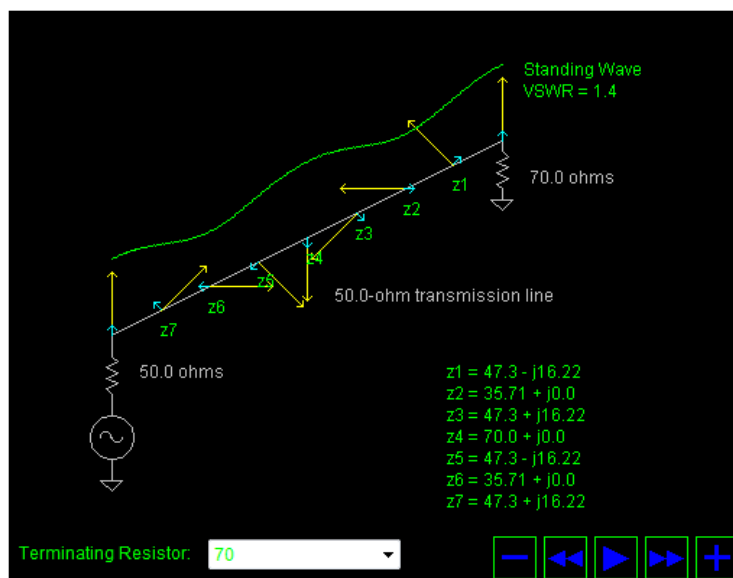 Standing Wave
VSWR = 1.4
z1
70.0 ohms
z2
z3
z4
z5
50.0-ohm transmission line
z6
z7
50.0 ohms
z1 = 47.3 - j16.22
z2 = 35.71 + j0.0
z3 = 47.3 + j16.22
z4 = 70.0 + j0.0
z5 = 47.3 - j16.22
z6 = 35.71 + j0.0
z7 = 47.3 + j16.22
Terminating Resistor: 70